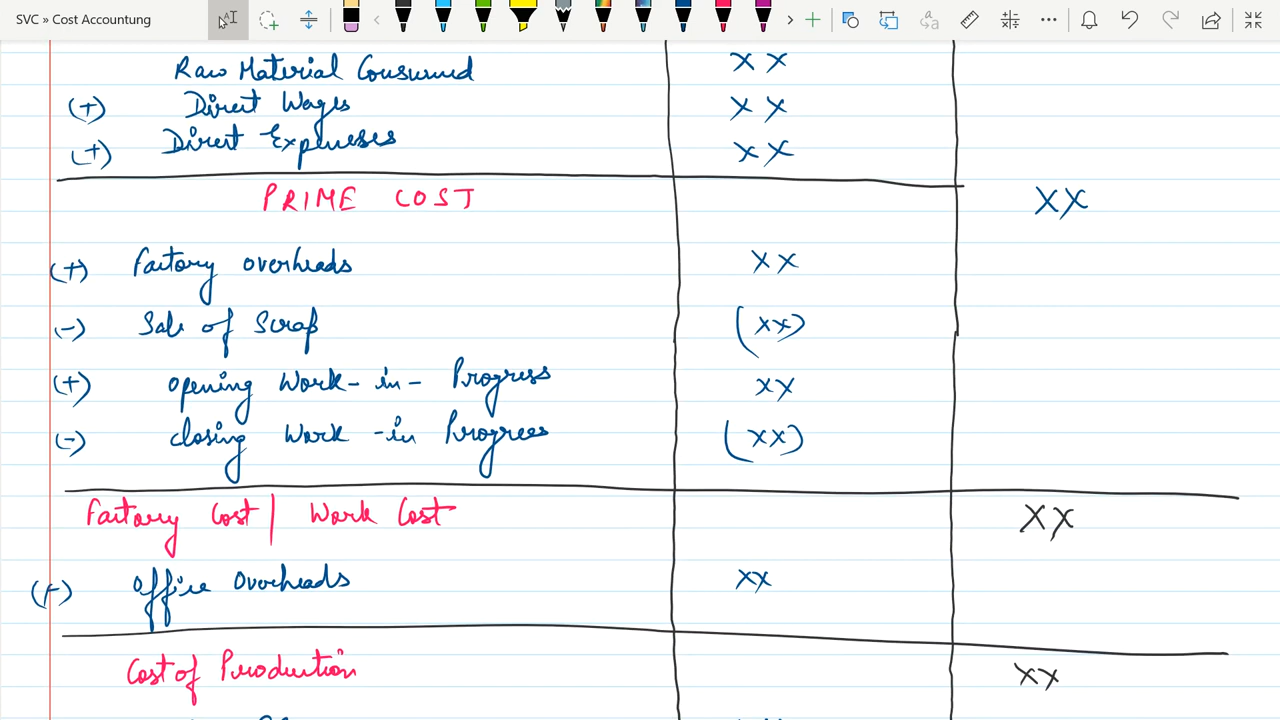 SVC » Cost Accountung
Raw Material Consumed XX
(+) Direct Wages XX
(+) Direct Expenses XX
PRIME COST XX
(+) Factory overheads XX
(-) Sale of Scrap (XX)
(+) opening Work-in-Progress XX
(-) closing Work-in Progress (XX)
Factory Cost | Work Cost XX
(+) Office Overheads XX
Cost of Production XX